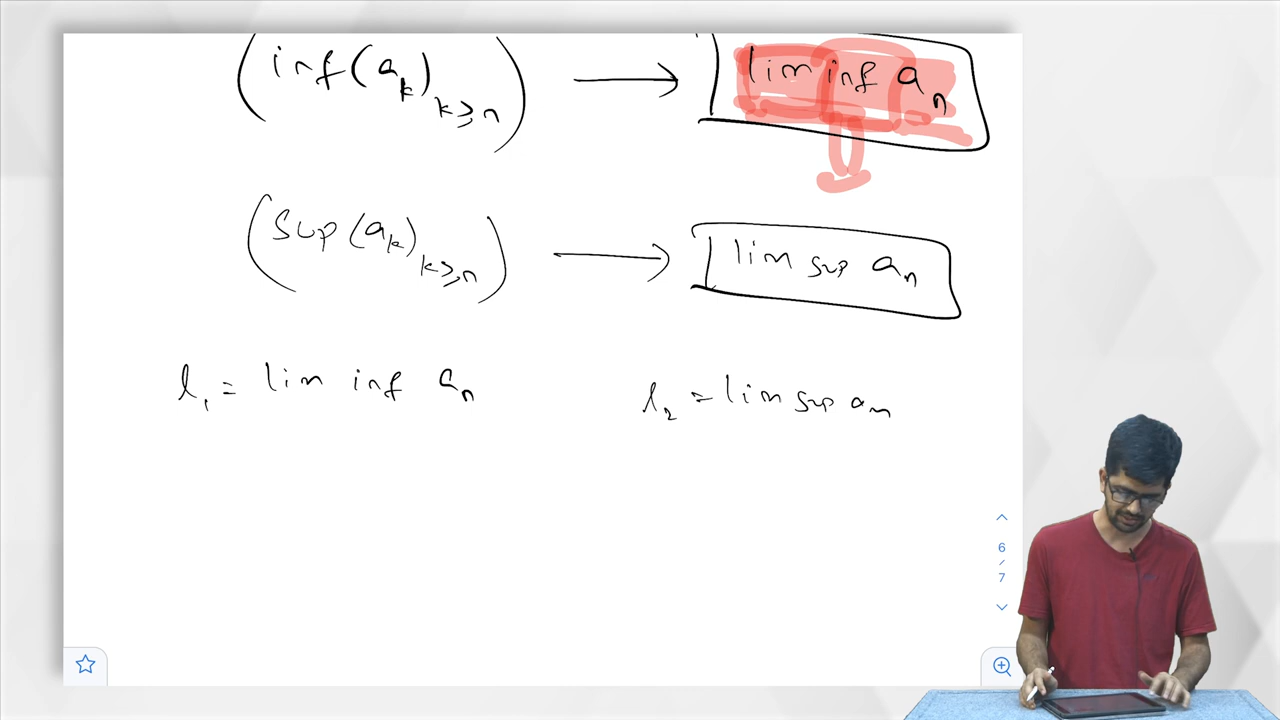 (inf(a_k)_{k≥n}) → lim inf a_n
(sup(a_k)_{k≥n}) → lim sup a_n
l_1 = lim inf a_n
l_2 = lim sup a_n
6
/
7